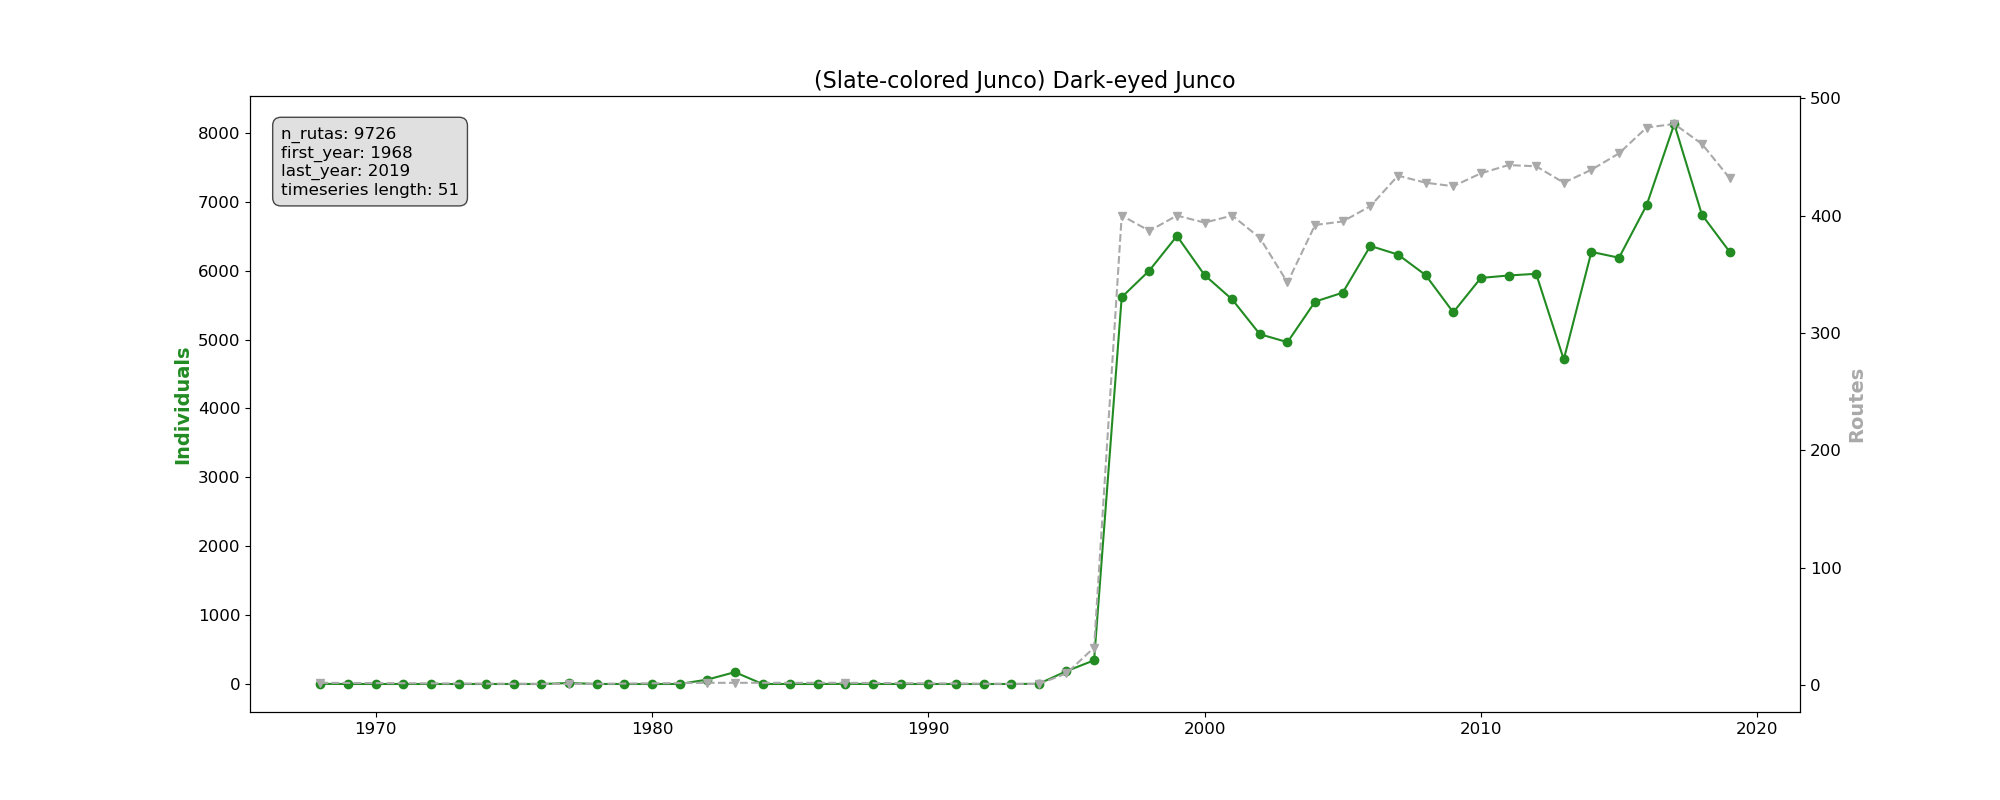 (Slate-colored Junco) Dark-eyed Junco
n_rutas: 9726
first_year: 1968
last_year: 2019
timeseries length: 51
Individuals
8000
7000
6000
5000
4000
3000
2000
1000
0
500
400
300
200
100
0
Routes
1970 1980 1990 2000 2010 2020